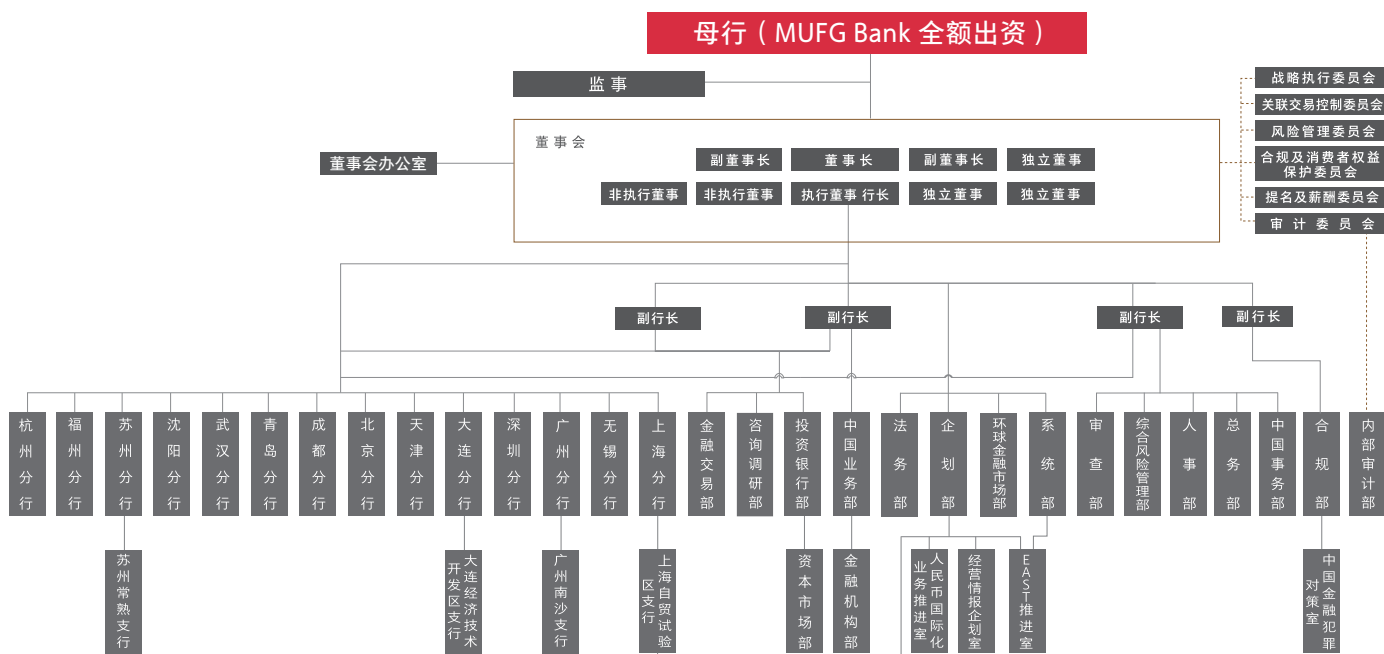 母行（MUFG Bank 全额出资）
监事
战略执行委员会
关联交易控制委员会
风险管理委员会
合规及消费者权益
保护委员会
提名及薪酬委员会
审计委员会
董事会办公室
董事会
副董事长
董事长
副董事长
独立董事
非执行董事
非执行董事
执行董事 行长
独立董事
独立董事
副行长
副行长
副行长
副行长
杭州分行
福州分行
苏州分行
沈阳分行
武汉分行
青岛分行
成都分行
北京分行
天津分行
大连分行
深圳分行
广州分行
无锡分行
上海分行
金融交易部
咨询调研部
投资银行部
中国业务部
法务部
企划部
环球金融市场部
系统部
审查部
综合风险管理部
人事部
总务部
中国事务部
合规部
内部审计部
苏州常熟支行
大连经济技术
开发区支行
广州南沙支行
上海自贸试验
区支行
资本市场部
金融机构部
人民币国际化
业务推进室
经营情报企划室
EAST推进室
中国金融犯罪
对策室